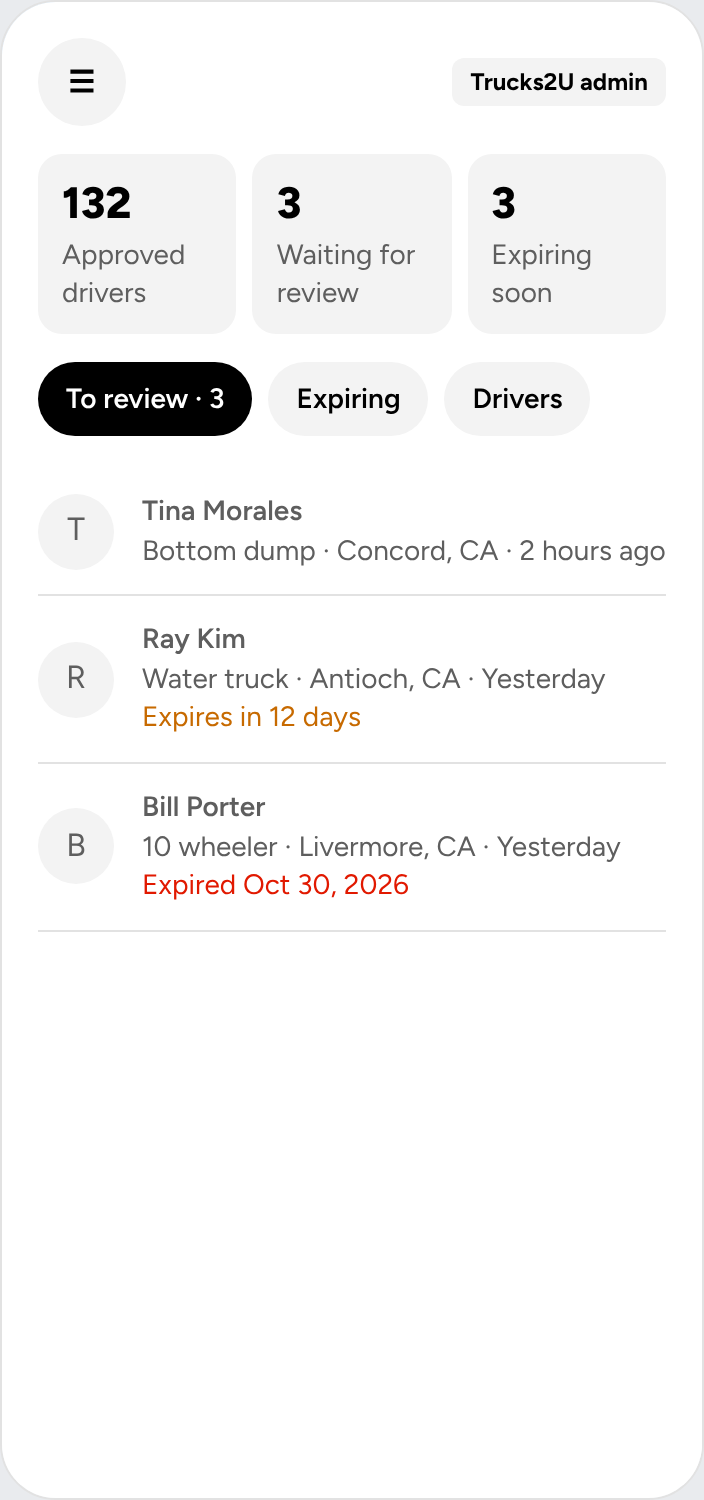 ☰
Trucks2U admin
132
Approved
drivers
3
Waiting for
review
3
Expiring
soon
To review · 3
Expiring
Drivers
T
Tina Morales
Bottom dump · Concord, CA · 2 hours ago
R
Ray Kim
Water truck · Antioch, CA · Yesterday
Expires in 12 days
B
Bill Porter
10 wheeler · Livermore, CA · Yesterday
Expired Oct 30, 2026